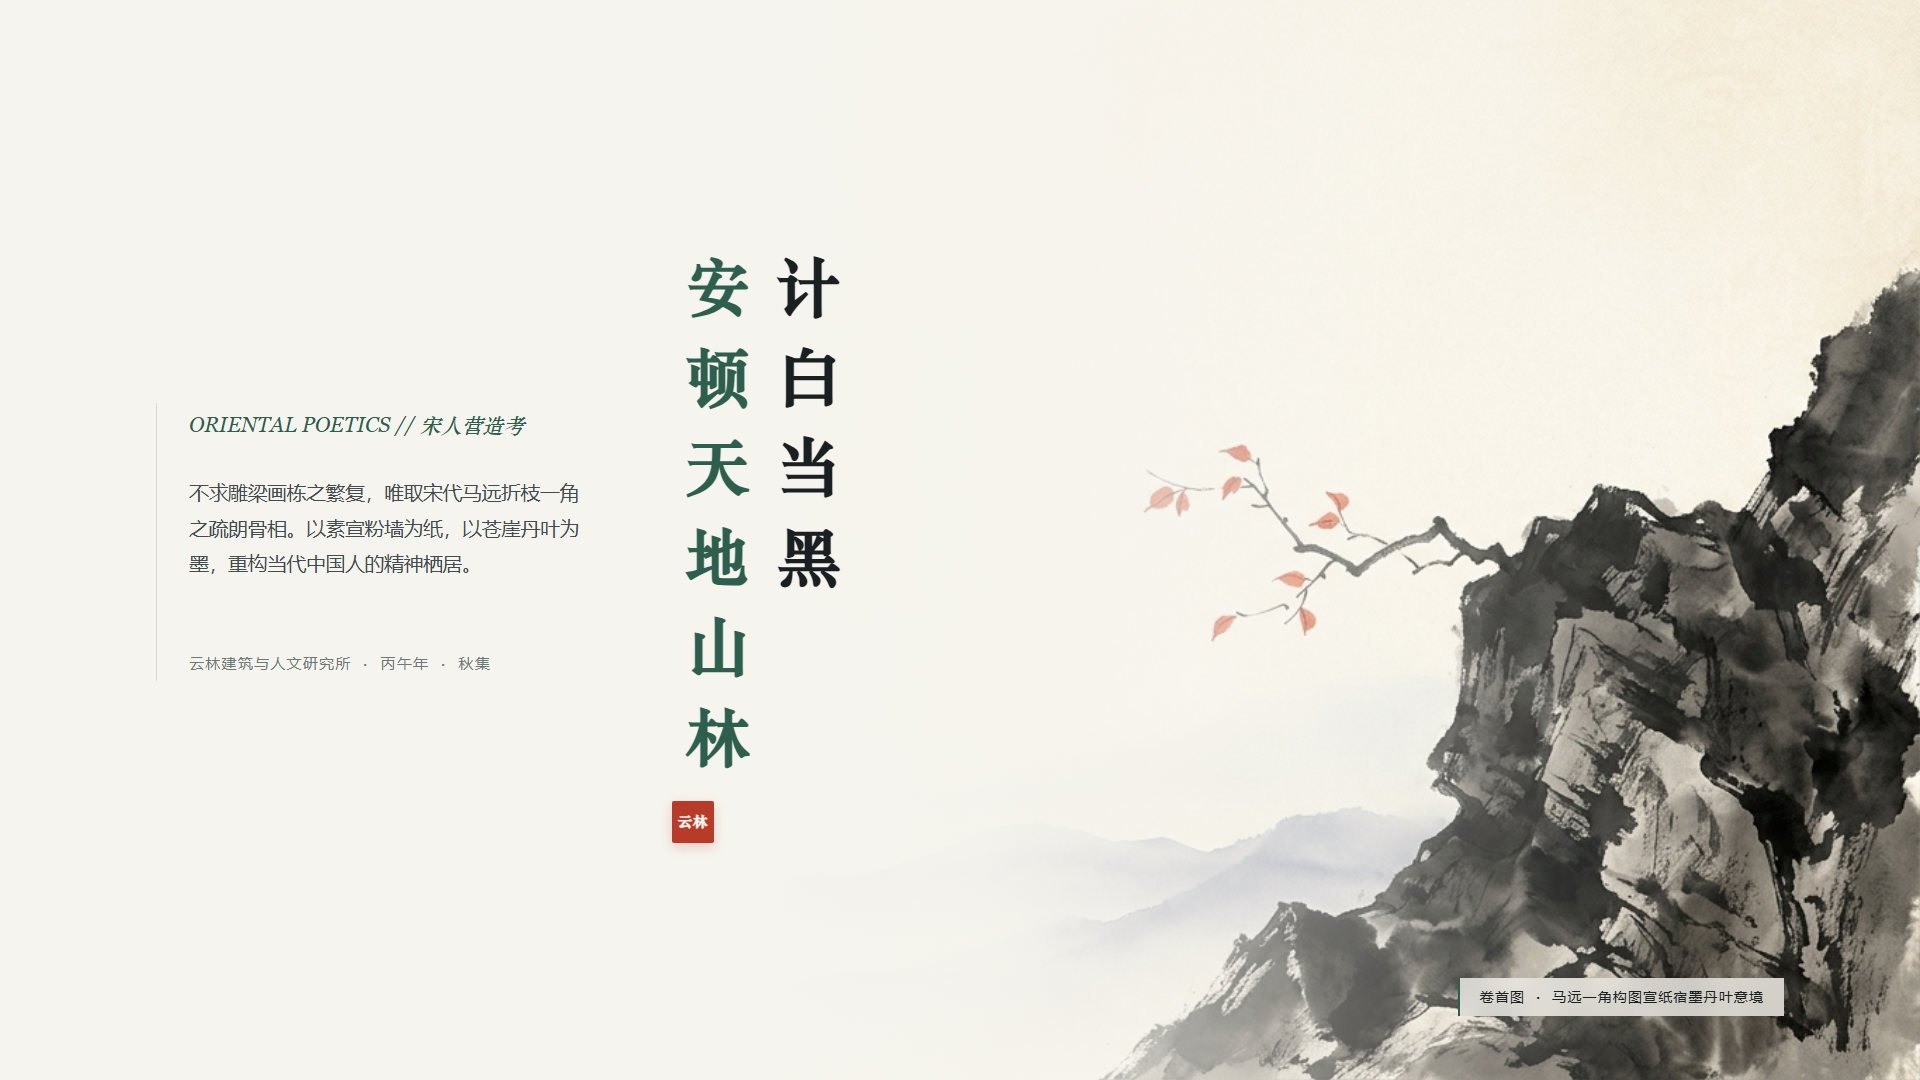 计白当黑
安顿天地山林
云林
ORIENTAL POETICS // 宋人营造考
不求雕梁画栋之繁复，唯取宋代马远折枝一角
之疏朗骨相。以素宣粉墙为纸，以苍崖丹叶为
墨，重构当代中国人的精神栖居。
云林建筑与人文研究所 · 丙午年 · 秋集
卷首图 · 马远一角构图宣纸宿墨丹叶意境